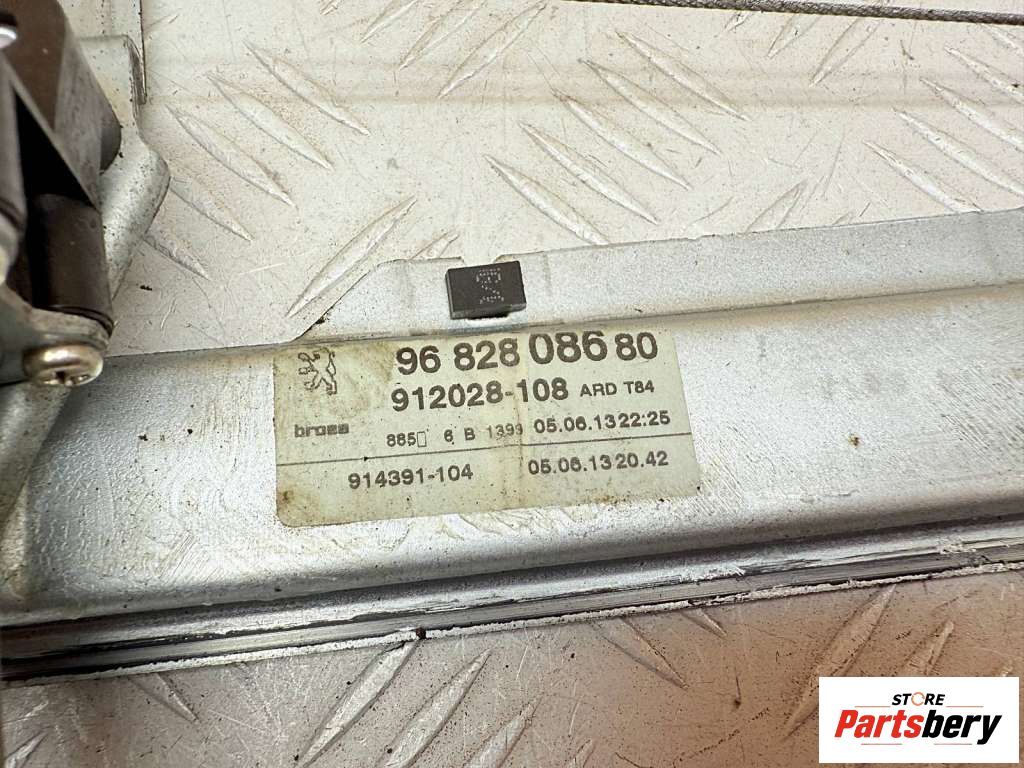 96 828 086 80
912028-108 ARD T84
brose
885▯ 6 B 1399 05.06.13 22:25
914391-104 05.06.13 20.42
STORE
Partsbery